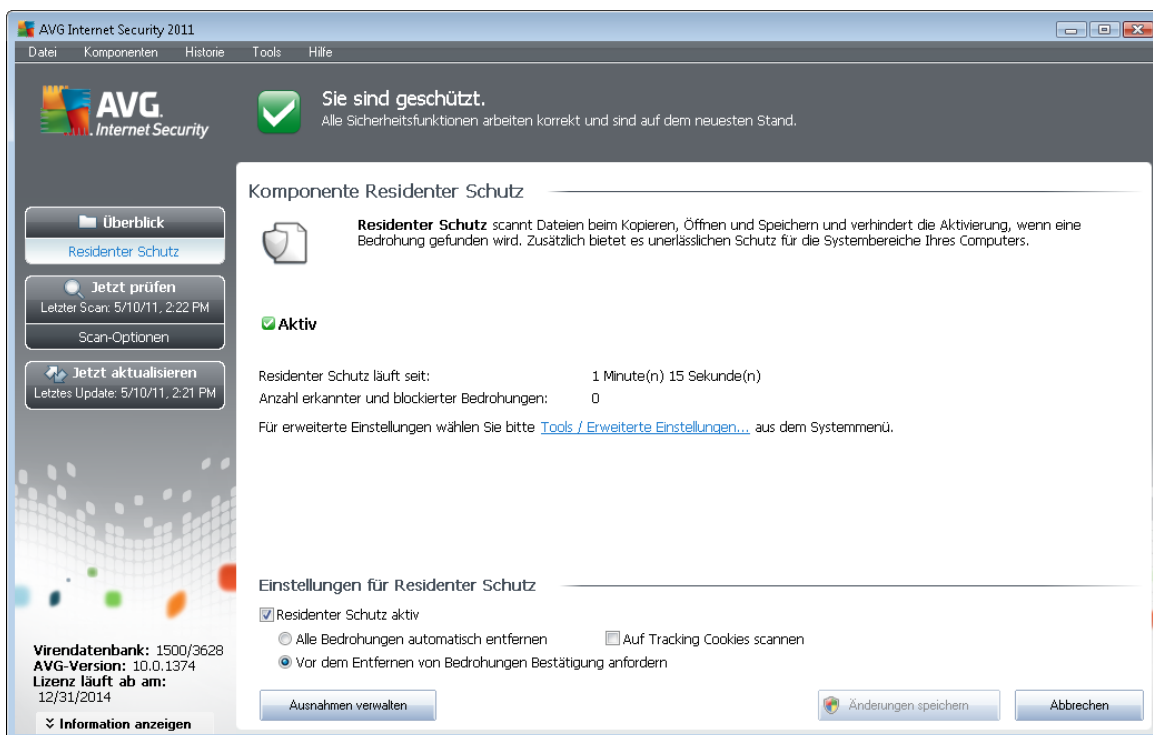 AVG Internet Security 2011
Datei Komponenten Historie Tools Hilfe
AVG.
Internet Security
Sie sind geschützt.
Alle Sicherheitsfunktionen arbeiten korrekt und sind auf dem neuesten Stand.
Überblick
Residenter Schutz
Jetzt prüfen
Letzter Scan: 5/10/11, 2:22 PM
Scan-Optionen
Jetzt aktualisieren
Letztes Update: 5/10/11, 2:21 PM
Virendatenbank: 1500/3628
AVG-Version: 10.0.1374
Lizenz läuft ab am:
12/31/2014
Information anzeigen
Komponente Residenter Schutz
Residenter Schutz scannt Dateien beim Kopieren, Öffnen und Speichern und verhindert die Aktivierung, wenn eine
Bedrohung gefunden wird. Zusätzlich bietet es unerlässlichen Schutz für die Systembereiche Ihres Computers.
Aktiv
Residenter Schutz läuft seit: 1 Minute(n) 15 Sekunde(n)
Anzahl erkannter und blockierter Bedrohungen: 0
Für erweiterte Einstellungen wählen Sie bitte Tools / Erweiterte Einstellungen... aus dem Systemmenü.
Einstellungen für Residenter Schutz
Residenter Schutz aktiv
Alle Bedrohungen automatisch entfernen Auf Tracking Cookies scannen
Vor dem Entfernen von Bedrohungen Bestätigung anfordern
Ausnahmen verwalten Änderungen speichern Abbrechen